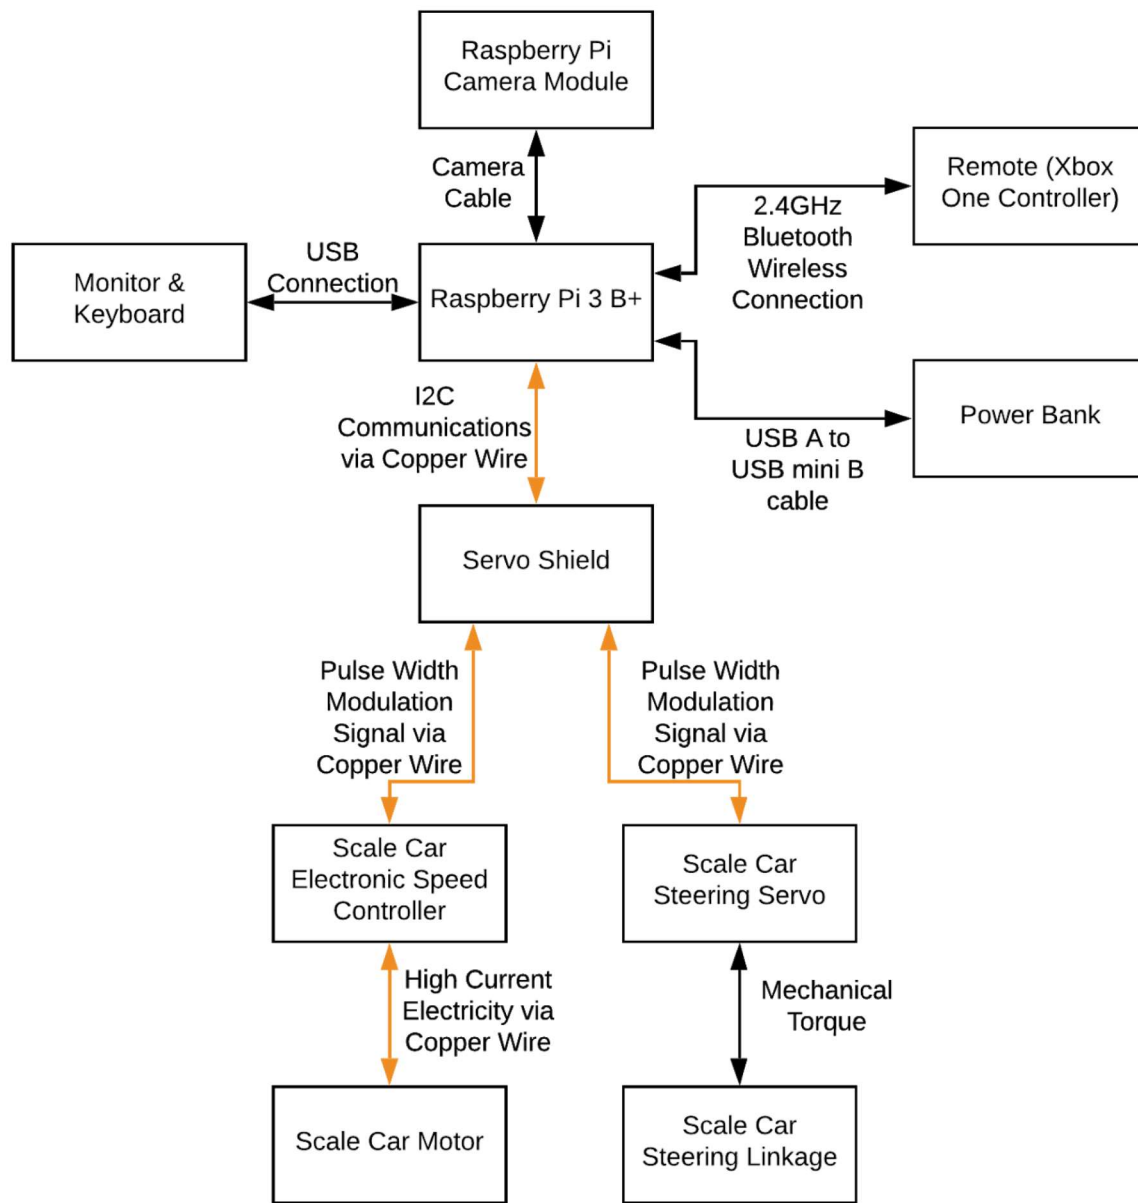 Raspberry Pi
Camera Module
Camera
Cable
Remote (Xbox
One Controller)
2.4GHz
Bluetooth
Wireless
Connection
USB
Connection
Monitor &
Keyboard
Raspberry Pi 3 B+
I2C
Communications
via Copper Wire
Power Bank
USB A to
USB mini B
cable
Servo Shield
Pulse Width
Modulation
Signal via
Copper Wire
Pulse Width
Modulation
Signal via
Copper Wire
Scale Car
Electronic Speed
Controller
Scale Car
Steering Servo
High Current
Electricity via
Copper Wire
Mechanical
Torque
Scale Car Motor
Scale Car
Steering Linkage